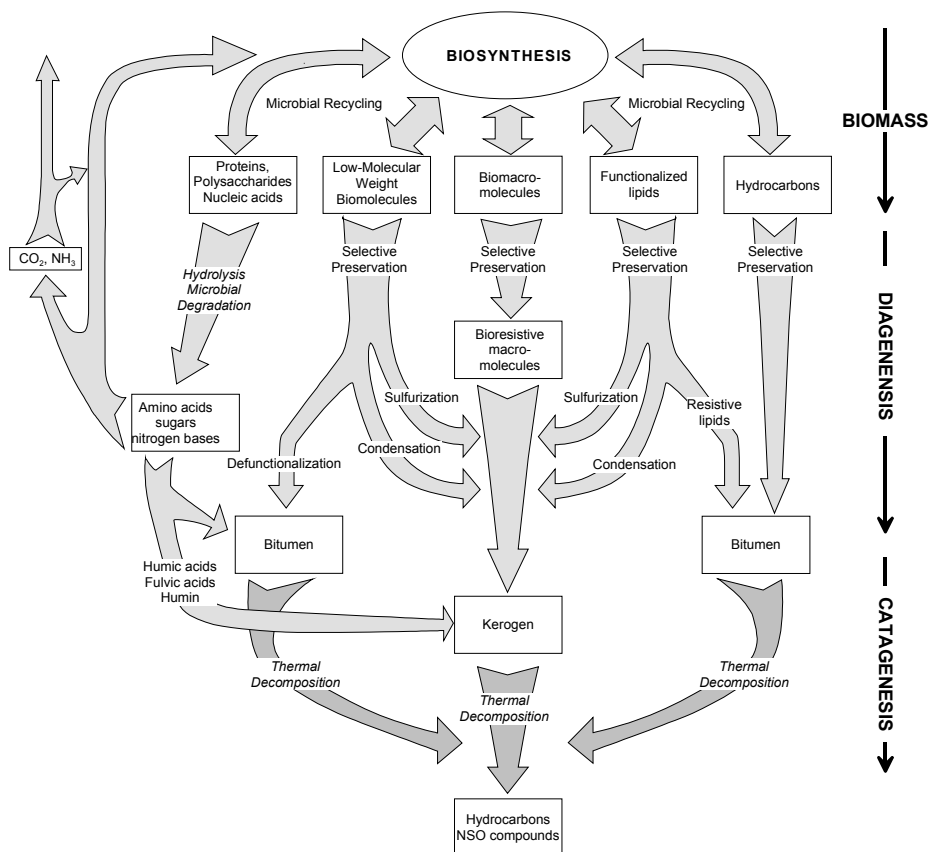 BIOSYNTHESIS
Microbial Recycling
Microbial Recycling
BIOMASS
Proteins,
Polysaccharides
Nucleic acids
Low-Molecular
Weight
Biomolecules
Biomacro-
molecules
Functionalized
lipids
Hydrocarbons
CO₂, NH₃
Hydrolysis
Microbial
Degradation
Selective
Preservation
Selective
Preservation
Selective
Preservation
Selective
Preservation
DIAGENENSIS
Bioresistive
macro-
molecules
Amino acids
sugars
nitrogen bases
Sulfurization
Sulfurization
Resistive
lipids
Defunctionalization
Condensation
Condensation
Bitumen
Bitumen
Humic acids
Fulvic acids
Humin
Kerogen
CATAGENESIS
Thermal
Decomposition
Thermal
Decomposition
Thermal
Decomposition
Hydrocarbons
NSO compounds